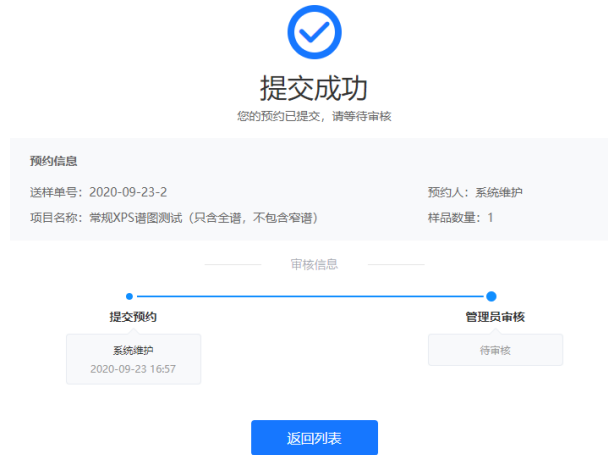 提交成功
您的预约已提交，请等待审核
预约信息
送样单号：2020-09-23-2
预约人：系统维护
项目名称：常规XPS谱图测试（只含全谱，不包含窄谱）
样品数量：1
审核信息
提交预约
管理员审核
系统维护
待审核
2020-09-23 16:57
返回列表